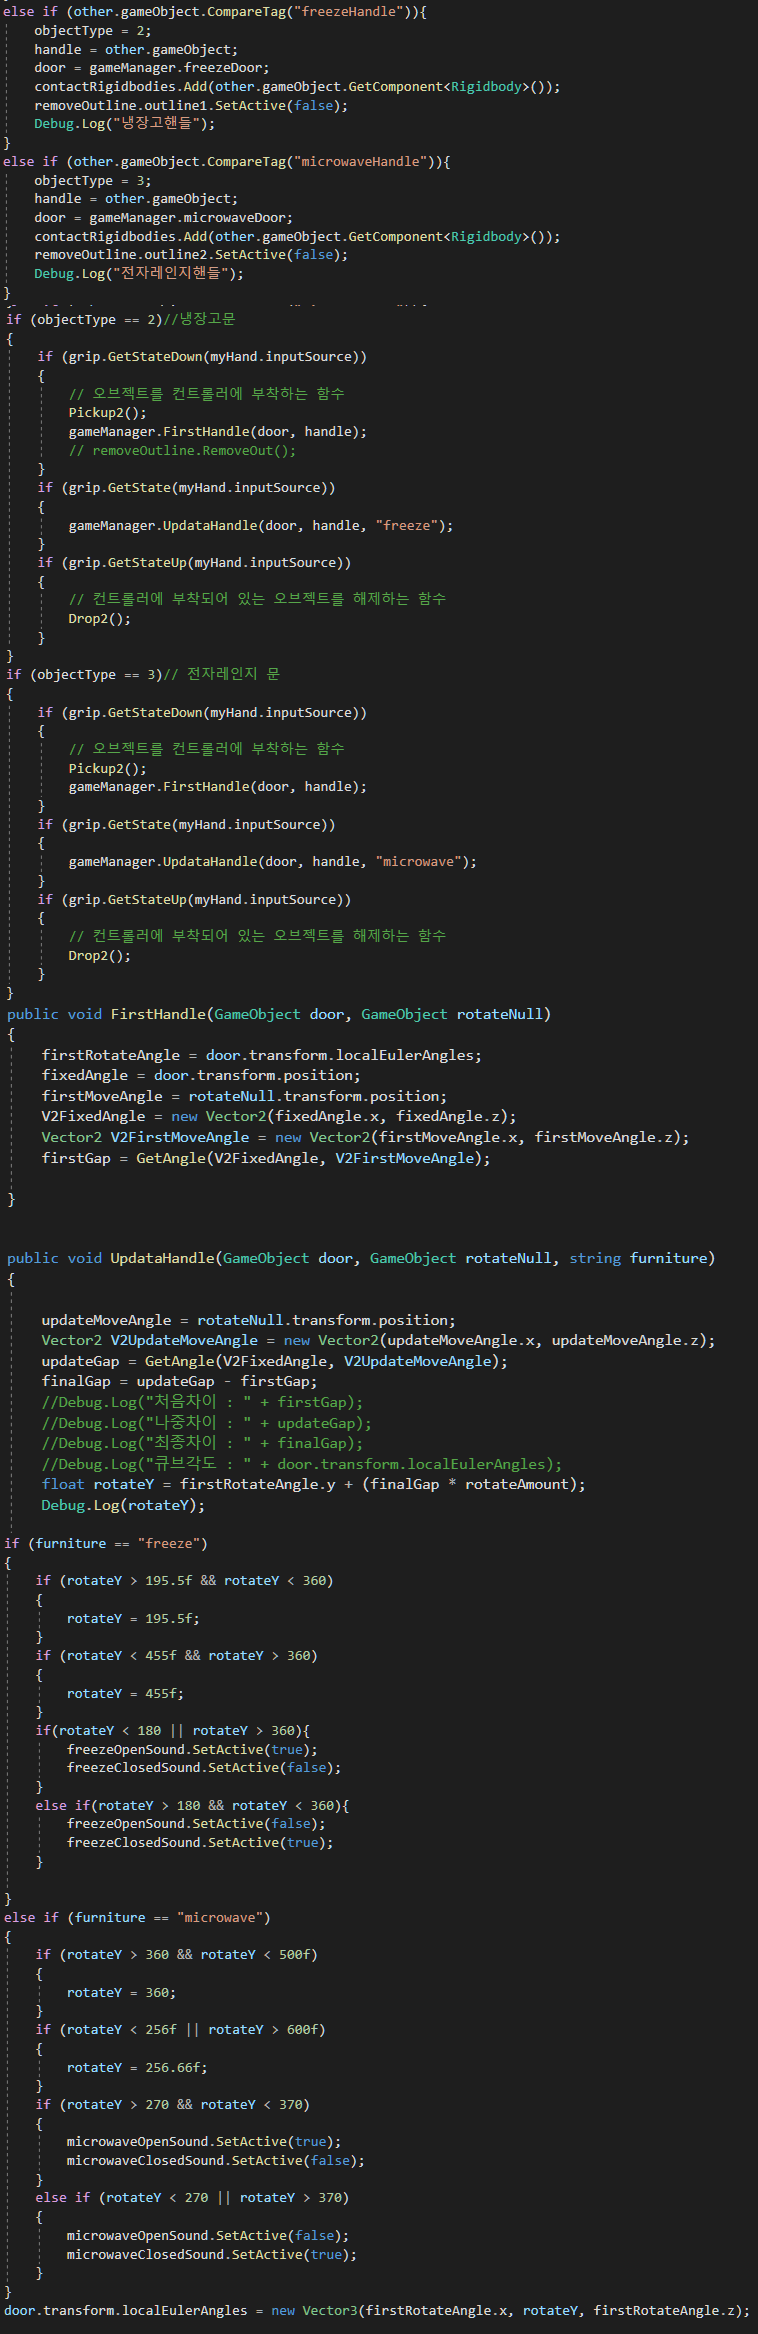 else if (other.gameObject.CompareTag("freezeHandle")){
objectType = 2;
handle = other.gameObject;
door = gameManager.freezeDoor;
contactRigidbodies.Add(other.gameObject.GetComponent<Rigidbody>());
removeOutline.outline1.SetActive(false);
Debug.Log("냉장고핸들");
}
else if (other.gameObject.CompareTag("microwaveHandle")){
objectType = 3;
handle = other.gameObject;
door = gameManager.microwaveDoor;
contactRigidbodies.Add(other.gameObject.GetComponent<Rigidbody>());
removeOutline.outline2.SetActive(false);
Debug.Log("전자레인지핸들");
}
if (objectType == 2)//냉장고문
{
if (grip.GetStateDown(myHand.inputSource))
{
// 오브젝트를 컨트롤러에 부착하는 함수
Pickup2();
gameManager.FirstHandle(door, handle);
// removeOutline.RemoveOut();
}
if (grip.GetState(myHand.inputSource))
{
gameManager.UpdataHandle(door, handle, "freeze");
}
if (grip.GetStateUp(myHand.inputSource))
{
// 컨트롤러에 부착되어 있는 오브젝트를 해제하는 함수
Drop2();
}
}
if (objectType == 3)// 전자레인지 문
{
if (grip.GetStateDown(myHand.inputSource))
{
// 오브젝트를 컨트롤러에 부착하는 함수
Pickup2();
gameManager.FirstHandle(door, handle);
}
if (grip.GetState(myHand.inputSource))
{
gameManager.UpdataHandle(door, handle, "microwave");
}
if (grip.GetStateUp(myHand.inputSource))
{
// 컨트롤러에 부착되어 있는 오브젝트를 해제하는 함수
Drop2();
}
}
public void FirstHandle(GameObject door, GameObject rotateNull)
{
firstRotateAngle = door.transform.localEulerAngles;
fixedAngle = door.transform.position;
firstMoveAngle = rotateNull.transform.position;
V2FixedAngle = new Vector2(fixedAngle.x, fixedAngle.z);
Vector2 V2FirstMoveAngle = new Vector2(firstMoveAngle.x, firstMoveAngle.z);
firstGap = GetAngle(V2FixedAngle, V2FirstMoveAngle);
}
public void UpdataHandle(GameObject door, GameObject rotateNull, string furniture)
{
updateMoveAngle = rotateNull.transform.position;
Vector2 V2UpdateMoveAngle = new Vector2(updateMoveAngle.x, updateMoveAngle.z);
updateGap = GetAngle(V2FixedAngle, V2UpdateMoveAngle);
finalGap = updateGap - firstGap;
//Debug.Log("처음차이 : " + firstGap);
//Debug.Log("나중차이 : " + updateGap);
//Debug.Log("최종차이 : " + finalGap);
//Debug.Log("큐브각도 : " + door.transform.localEulerAngles);
float rotateY = firstRotateAngle.y + (finalGap * rotateAmount);
Debug.Log(rotateY);
if (furniture == "freeze")
{
if (rotateY > 195.5f && rotateY < 360)
{
rotateY = 195.5f;
}
if (rotateY < 455f && rotateY > 360)
{
rotateY = 455f;
}
if(rotateY < 180 || rotateY > 360){
freezeOpenSound.SetActive(true);
freezeClosedSound.SetActive(false);
}
else if(rotateY > 180 && rotateY < 360){
freezeOpenSound.SetActive(false);
freezeClosedSound.SetActive(true);
}
}
else if (furniture == "microwave")
{
if (rotateY > 360 && rotateY < 500f)
{
rotateY = 360;
}
if (rotateY < 256f || rotateY > 600f)
{
rotateY = 256.66f;
}
if (rotateY > 270 && rotateY < 370)
{
microwaveOpenSound.SetActive(true);
microwaveClosedSound.SetActive(false);
}
else if (rotateY < 270 || rotateY > 370)
{
microwaveOpenSound.SetActive(false);
microwaveClosedSound.SetActive(true);
}
}
door.transform.localEulerAngles = new Vector3(firstRotateAngle.x, rotateY, firstRotateAngle.z);